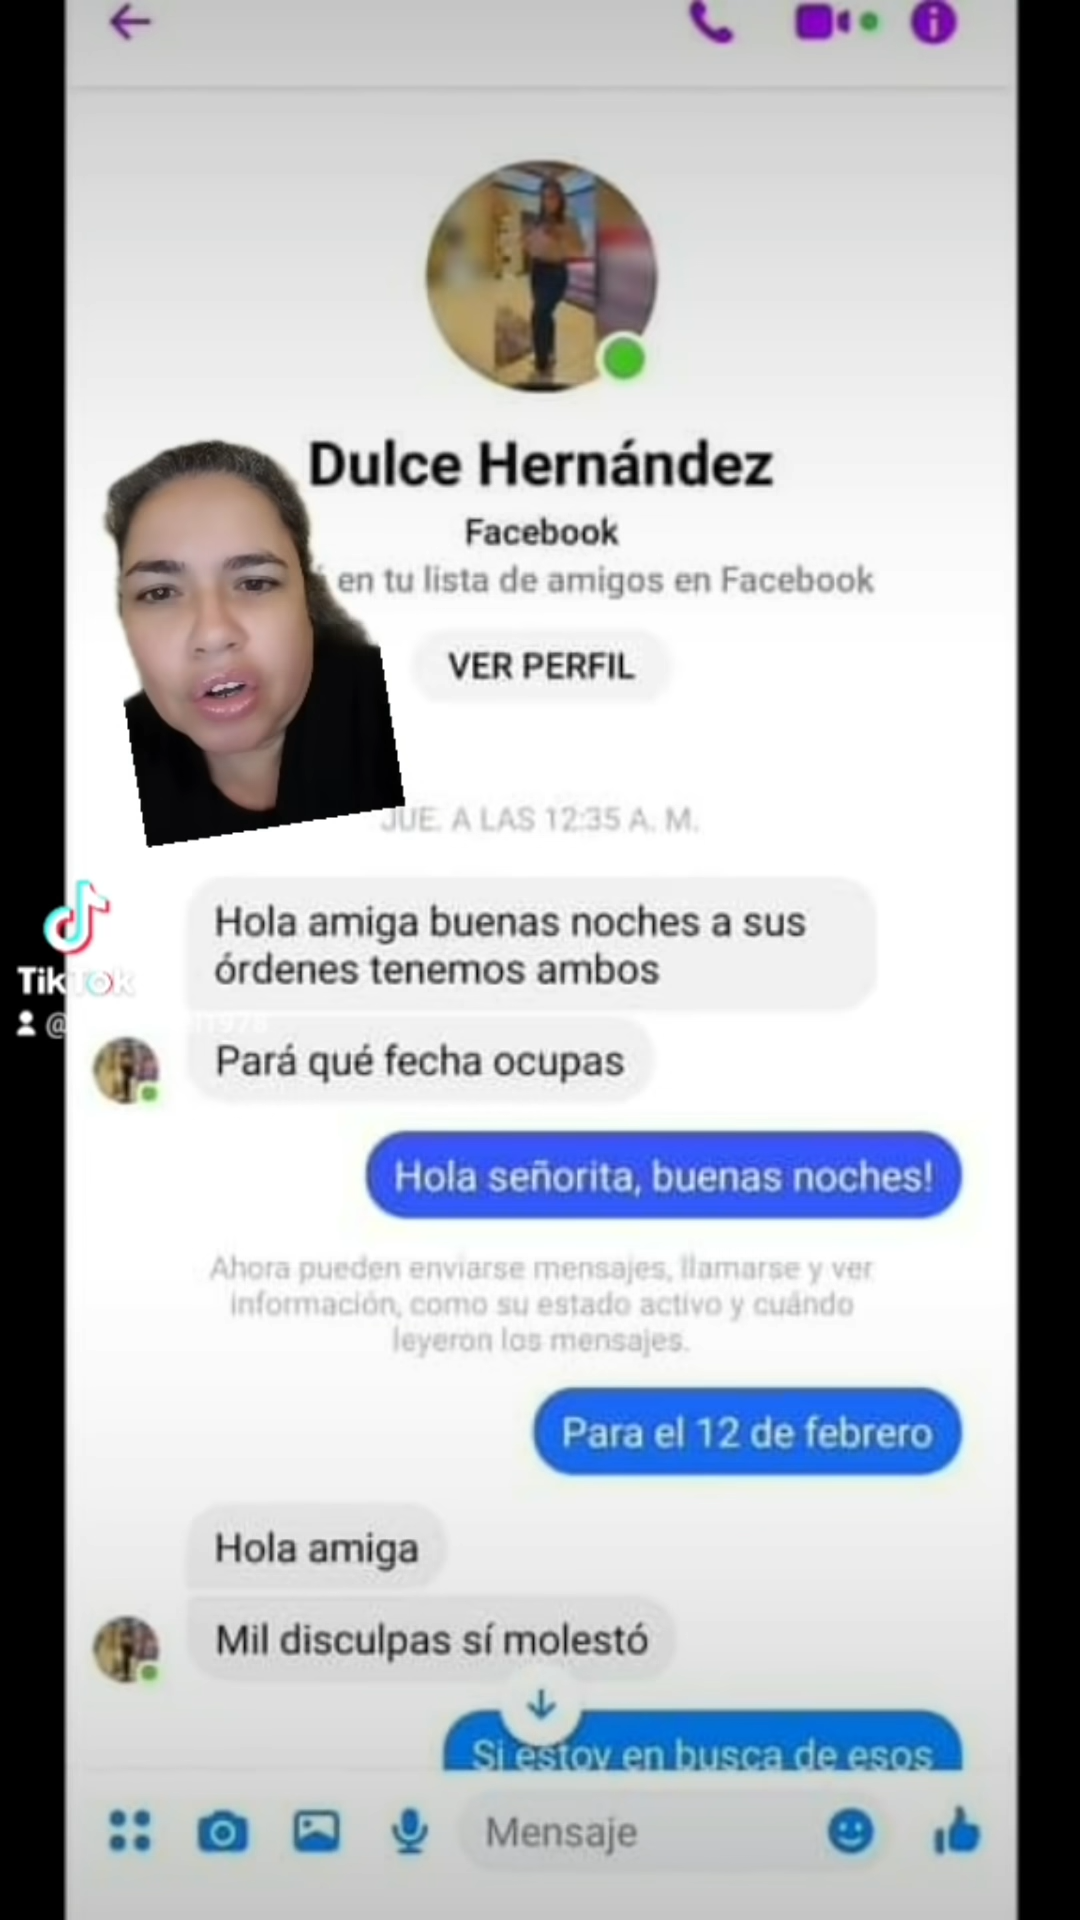 Dulce Hernández
Facebook
en tu lista de amigos en Facebook
VER PERFIL
JUE. A LAS 12:35 A. M.
Hola amiga buenas noches a sus
órdenes tenemos ambos
TikTok
@
1978
Pará qué fecha ocupas
Hola señorita, buenas noches!
Ahora pueden enviarse mensajes, llamarse y ver
información, como su estado activo y cuándo
leyeron los mensajes.
Para el 12 de febrero
Hola amiga
Mil disculpas sí molestó
Si estoy en busca de esos
Mensaje